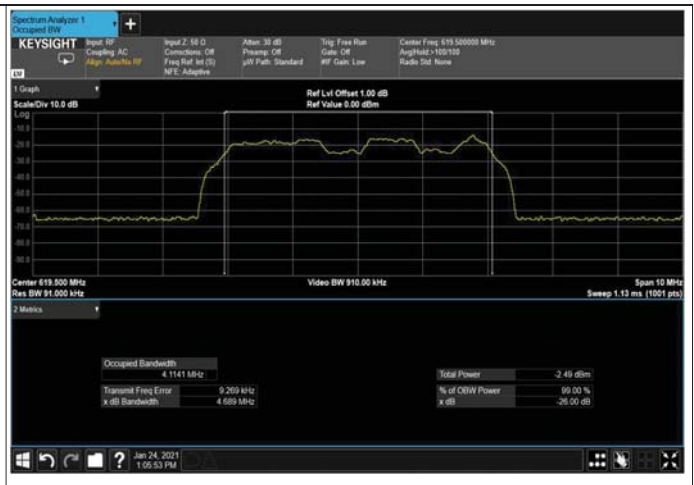 Spectrum Analyzer 1
Occupied BW
KEYSIGHT
Input: RF
Coupling: AC
Align: Auto/No RF
Input Z: 50 Ω
Corrections: Off
Freq Ref: Int (S)
NFE: Adaptive
Atten: 30 dB
Preamp: Off
µW Path: Standard
Trig: Free Run
Gate: Off
#IF Gain: Low
Center Freq: 619.500000 MHz
Avg|Hold:>100/100
Radio Std: None
1 Graph
Scale/Div 10.0 dB
Ref Lvl Offset 1.00 dB
Ref Value 0.00 dBm
Log
-10.0
-20.0
-30.0
-40.0
-50.0
-60.0
-70.0
-80.0
-90.0
Center 619.500 MHz
Res BW 91.000 kHz
Video BW 910.00 kHz
Span 10 MHz
Sweep 1.13 ms (1001 pts)
2 Metrics
Occupied Bandwidth
4.1141 MHz
Transmit Freq Error 9.269 kHz
x dB Bandwidth 4.689 MHz
Total Power -2.49 dBm
% of OBW Power 99.00 %
x dB -26.00 dB
?
Jan 24, 2021
1:05:53 PM